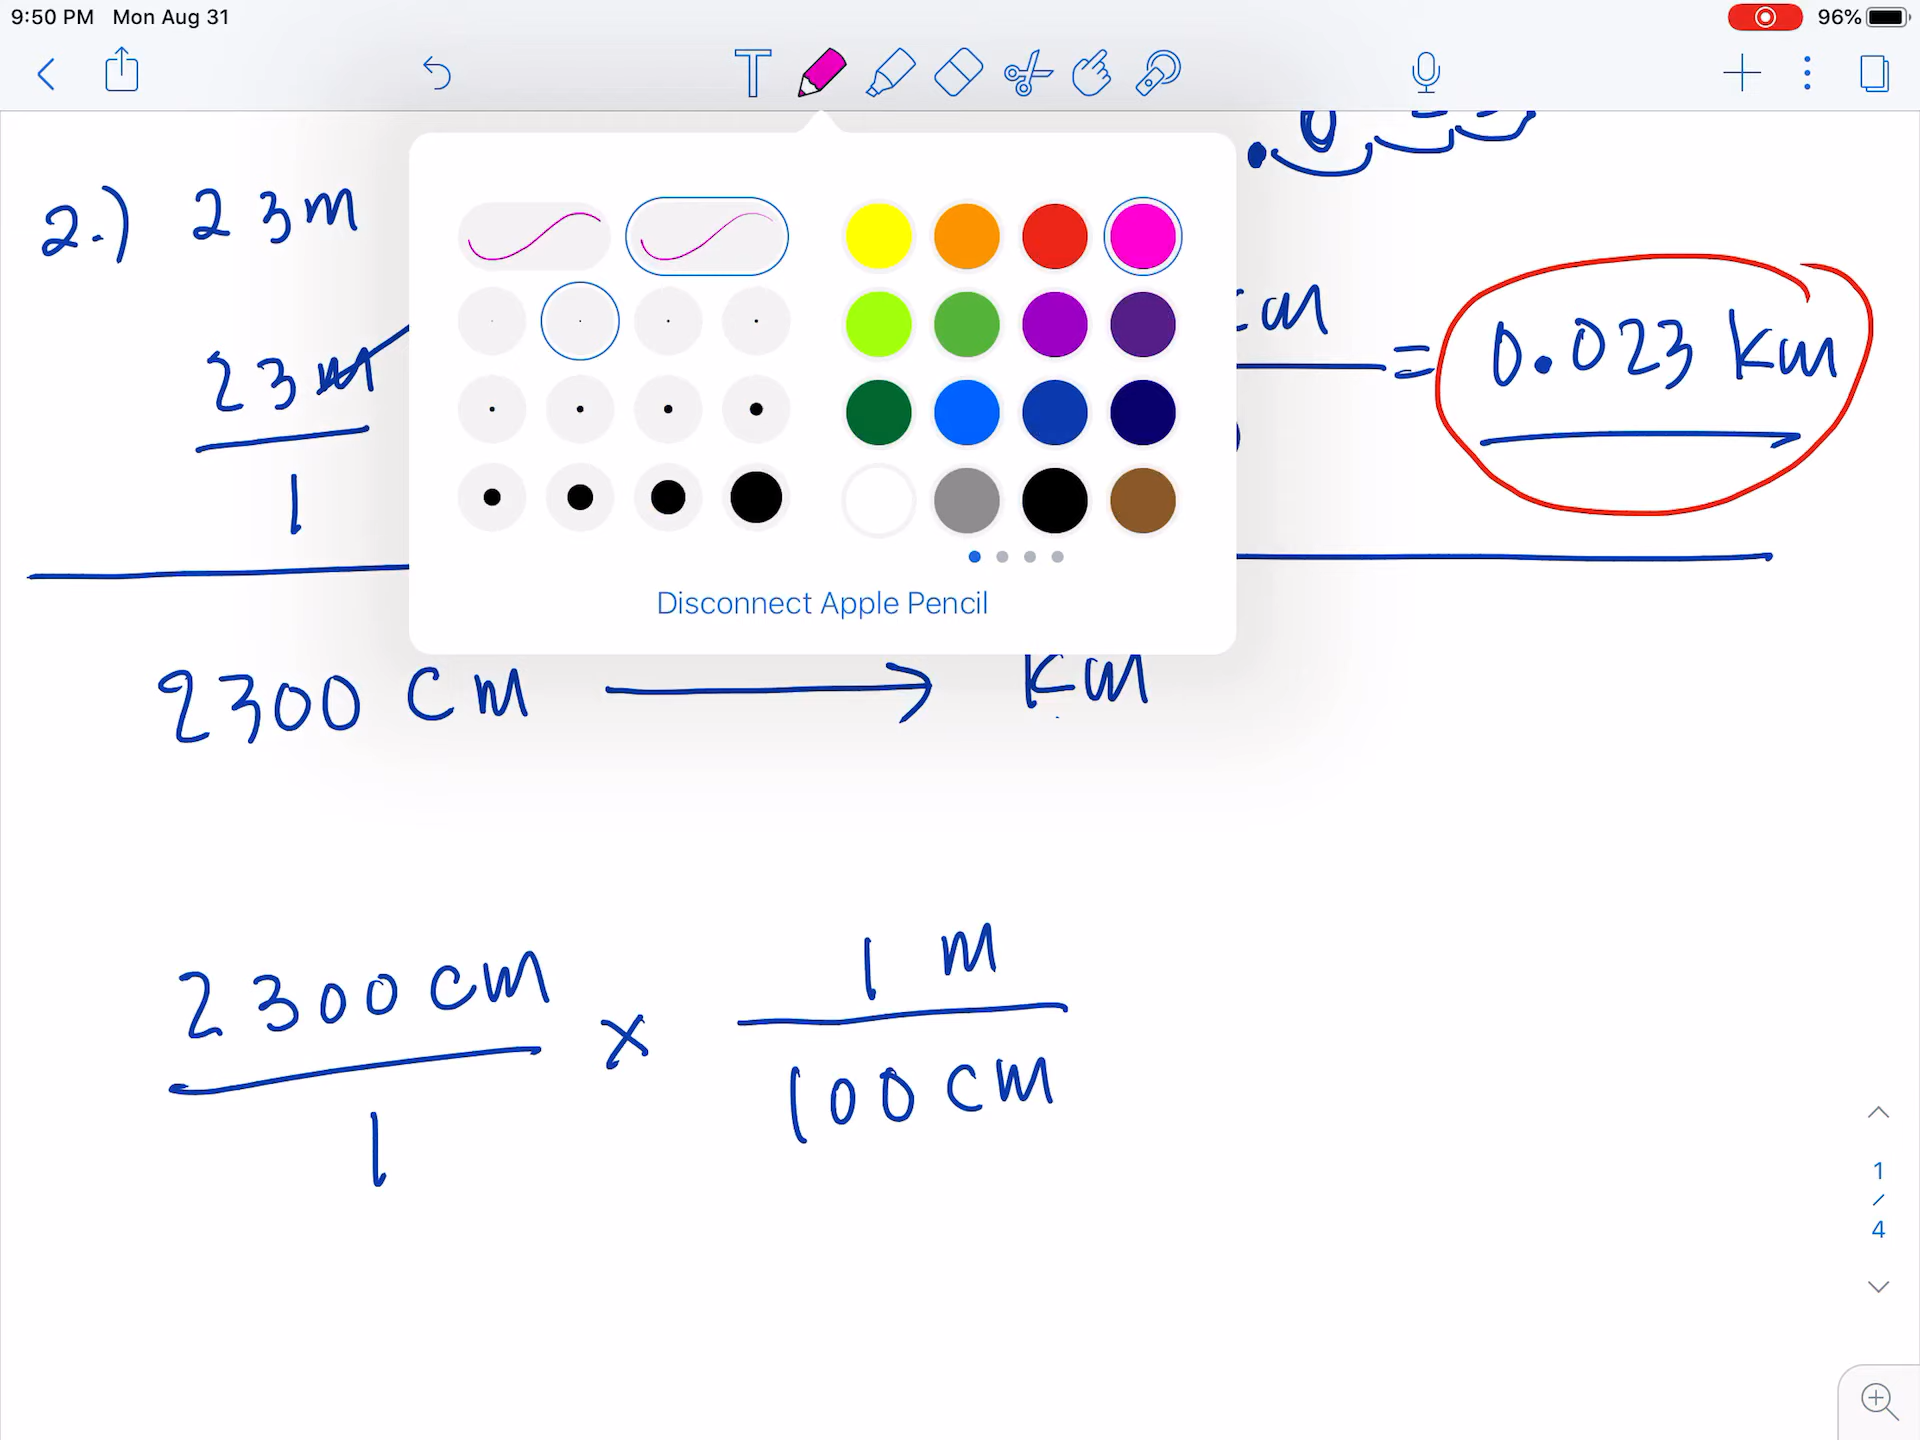 9:50 PM Mon Aug 31
96%
T
2.) 23m
23m
1
= 0.023 km
Disconnect Apple Pencil
2300 cm → km
2300 cm
1
x
1 m
100 cm
1
/
4